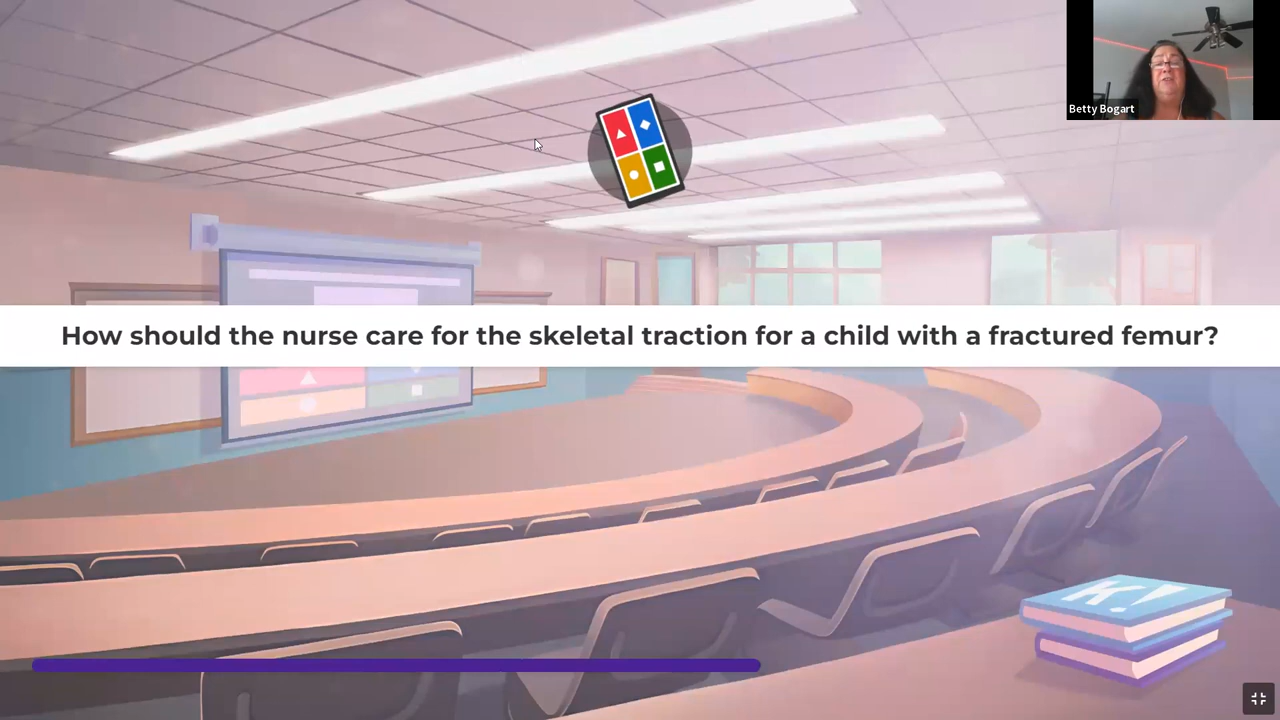 Betty Bogart
How should the nurse care for the skeletal traction for a child with a fractured femur?
K!